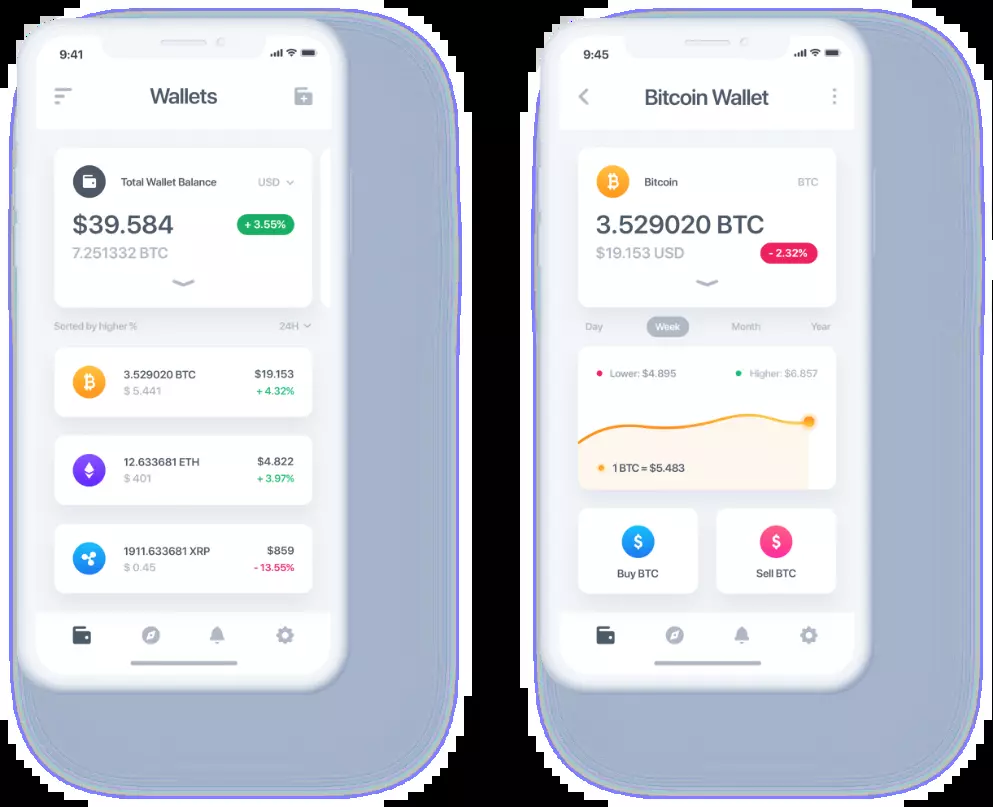 9:41
Wallets
Total Wallet Balance USD
$39.584 + 3.55%
7.251332 BTC
Sorted by higher % 24H
3.529020 BTC $19.153
$ 5.441 + 4.32%
12.633681 ETH $4.822
$ 401 + 3.97%
1911.633681 XRP $859
$ 0.45 - 13.55%
9:45
Bitcoin Wallet
Bitcoin BTC
3.529020 BTC
$19.153 USD - 2.32%
Day Week Month Year
Lower: $4.895 Higher: $6.857
1 BTC = $5.483
Buy BTC Sell BTC